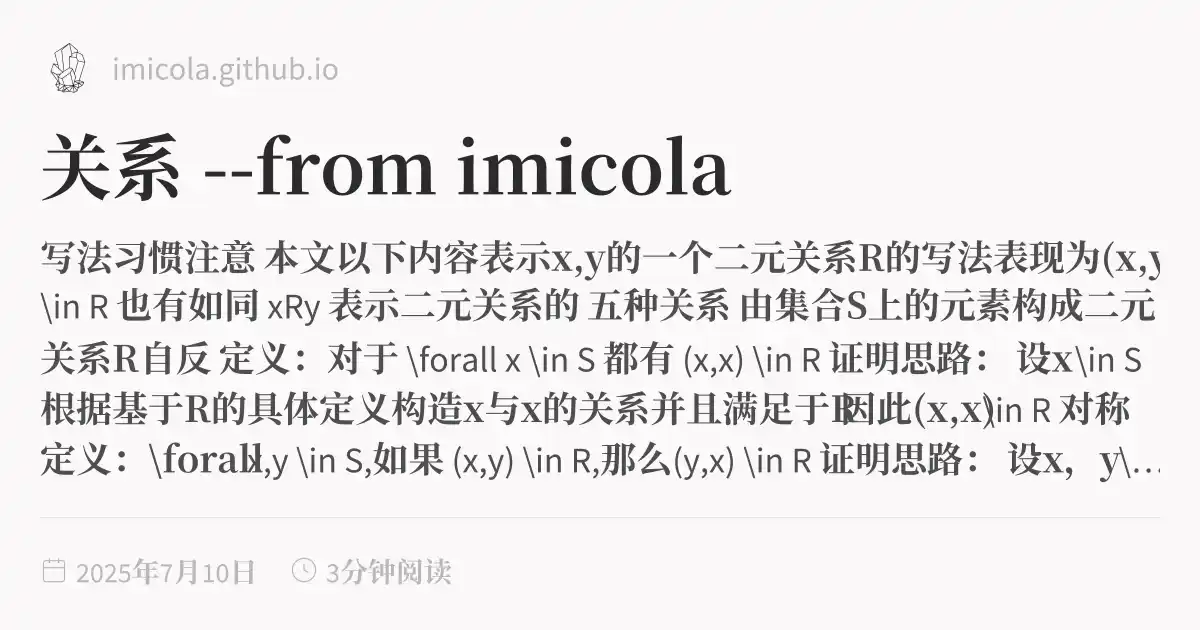 imicola.github.io
关系 --from imicola
写法习惯注意 本文以下内容表示x,y的一个二元关系R的写法表现为(x,y
\in R 也有如同 xRy 表示二元关系的 五种关系 由集合S上的元素构成二元
关系R自反 定义：对于 \forall x \in S 都有 (x,x) \in R 证明思路： 设x\in S
根据基于R的具体定义构造x与x的关系并且满足于R因此(x,x)\in R 对称
定义：\forall x,y \in S,如果 (x,y) \in R,那么(y,x) \in R 证明思路： 设x，y\…
2025年7月10日 3分钟阅读